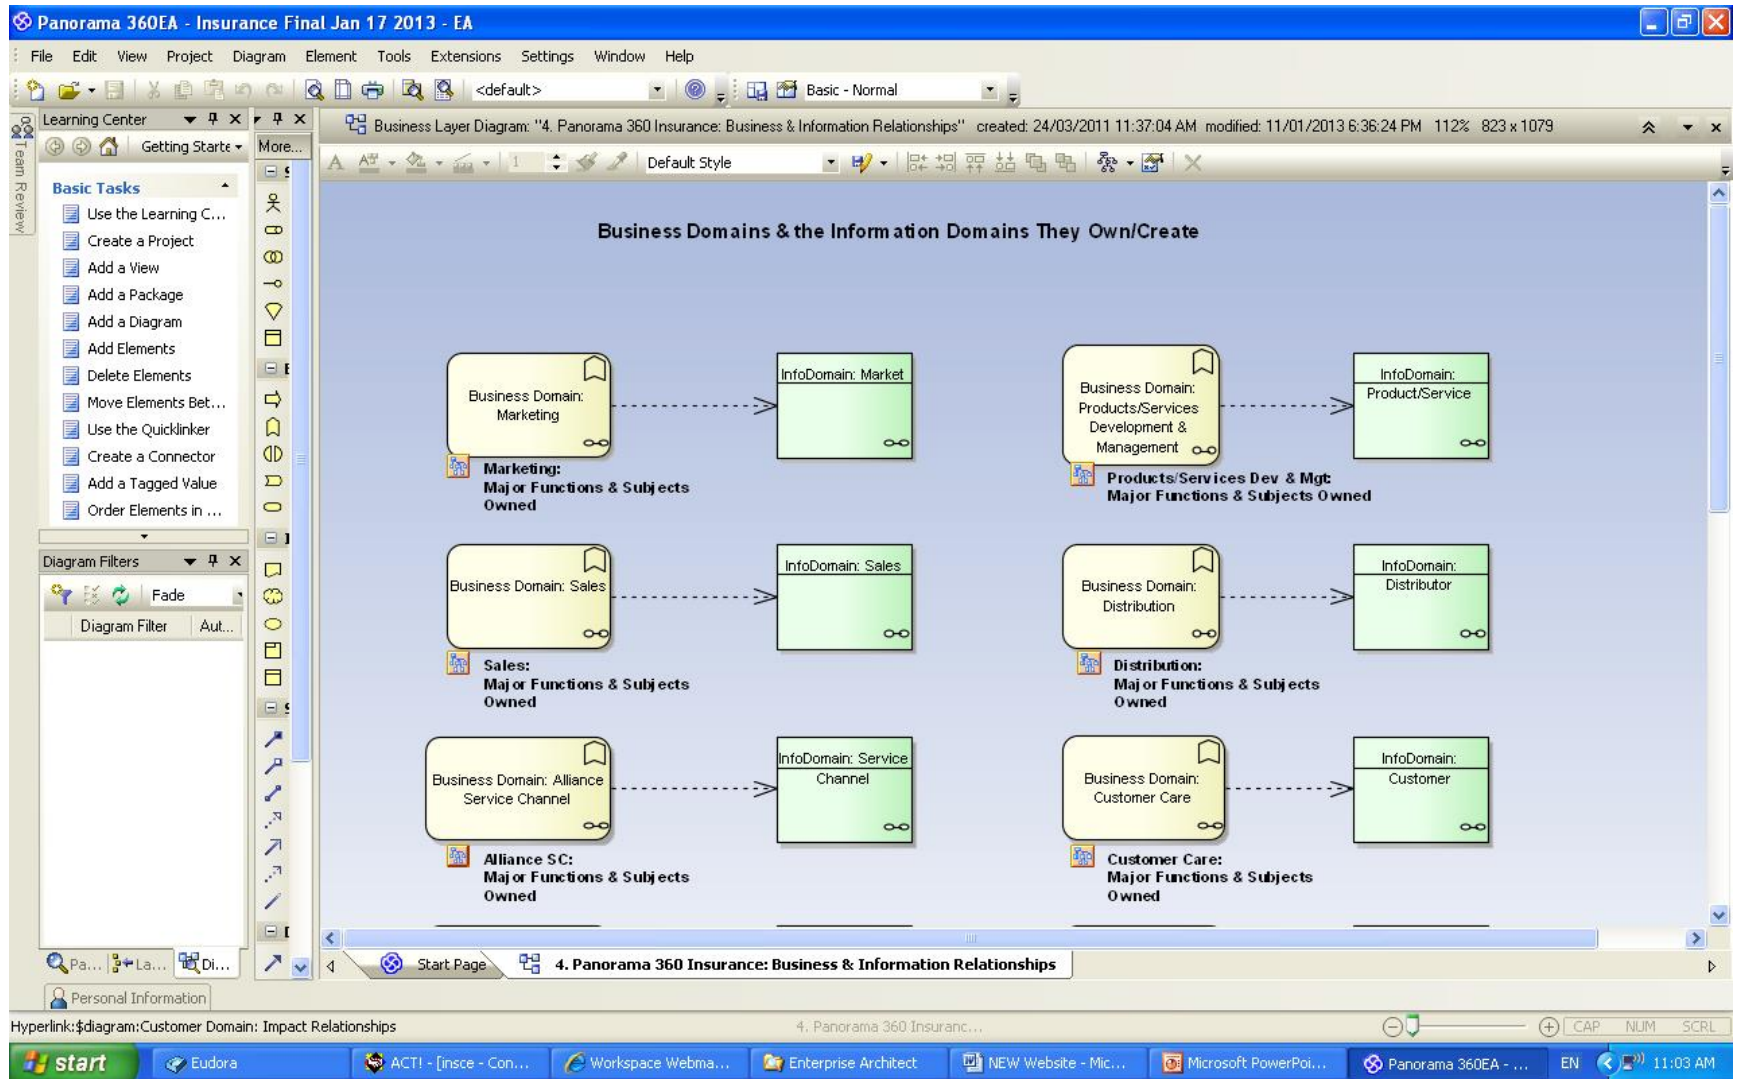 Panorama 360EA - Insurance Final Jan 17 2013 - EA
File Edit View Project Diagram Element Tools Extensions Settings Window Help
<default> Basic - Normal
Team Review
Learning Center
Getting Starte
More...
Business Layer Diagram: "4. Panorama 360 Insurance: Business & Information Relationships" created: 24/03/2011 11:37:04 AM modified: 11/01/2013 6:36:24 PM 112% 823 x 1079
1 Default Style
Basic Tasks
Use the Learning C...
Create a Project
Add a View
Add a Package
Add a Diagram
Add Elements
Delete Elements
Move Elements Bet...
Use the Quicklinker
Create a Connector
Add a Tagged Value
Order Elements in ...
Diagram Filters
Fade
Diagram Filter Aut...
Pa... La... Di...
Business Domains & the Information Domains They Own/Create
Business Domain:
Marketing
InfoDomain: Market
Marketing:
Major Functions & Subjects
Owned
Business Domain:
Products/Services
Development &
Management
InfoDomain:
Product/Service
Products/Services Dev & Mgt:
Major Functions & Subjects Owned
Business Domain: Sales
InfoDomain: Sales
Sales:
Major Functions & Subjects
Owned
Business Domain:
Distribution
InfoDomain:
Distributor
Distribution:
Major Functions & Subjects
Owned
Business Domain: Alliance
Service Channel
InfoDomain: Service
Channel
Alliance SC:
Major Functions & Subjects
Owned
Business Domain:
Customer Care
InfoDomain:
Customer
Customer Care:
Major Functions & Subjects
Owned
Start Page 4. Panorama 360 Insurance: Business & Information Relationships
Personal Information
Hyperlink:$diagram:Customer Domain: Impact Relationships 4. Panorama 360 Insuranc... CAP NUM SCRL
start Eudora ACT! - [insce - Con... Workspace Webma... Enterprise Architect NEW Website - Mic... Microsoft PowerPoi... Panorama 360EA - ... EN 11:03 AM